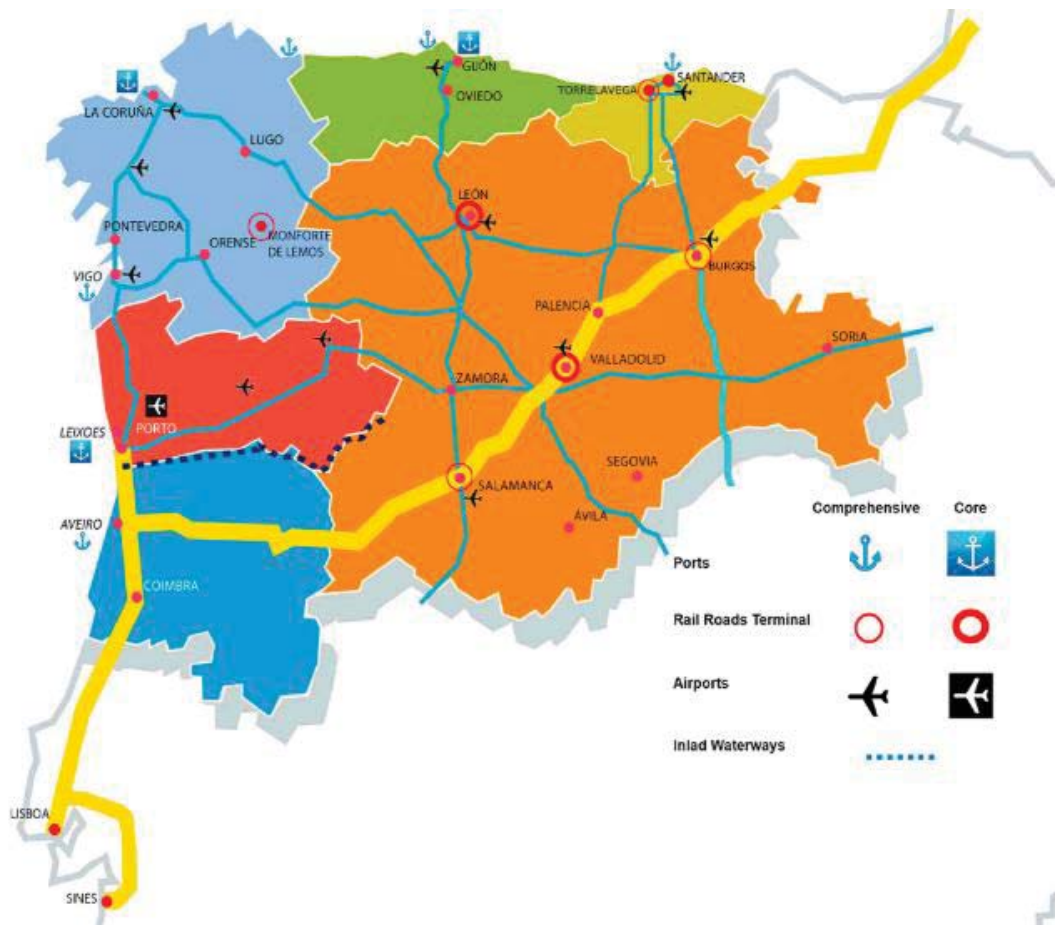 GIJÓN
SANTANDER
TORRELAVEGA
OVIEDO
LA CORUÑA
LUGO
LEÓN
PONTEVEDRA
MONFORTE
DE LEMOS
ORENSE
BURGOS
VIGO
PALENCIA
SORIA
VALLADOLID
ZAMORA
LEIXOES
PORTO
SEGOVIA
SALAMANCA
Comprehensive
Core
AVEIRO
ÁVILA
Ports
COIMBRA
Rail Roads Terminal
Airports
Inlad Waterways
LISBOA
SINES